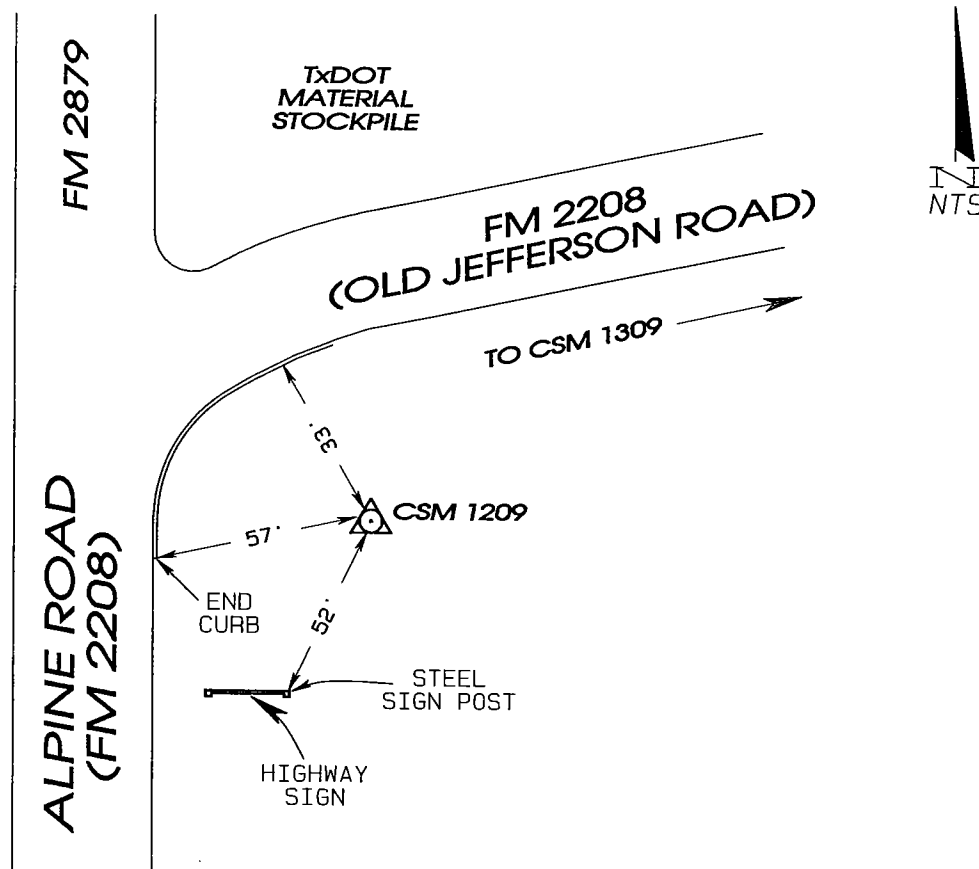 FM 2879
TxDOT
MATERIAL
STOCKPILE
N
NTS
FM 2208
(OLD JEFFERSON ROAD)
TO CSM 1309
33'
CSM 1209
57'
END
CURB
52'
STEEL
SIGN POST
HIGHWAY
SIGN
ALPINE ROAD
(FM 2208)